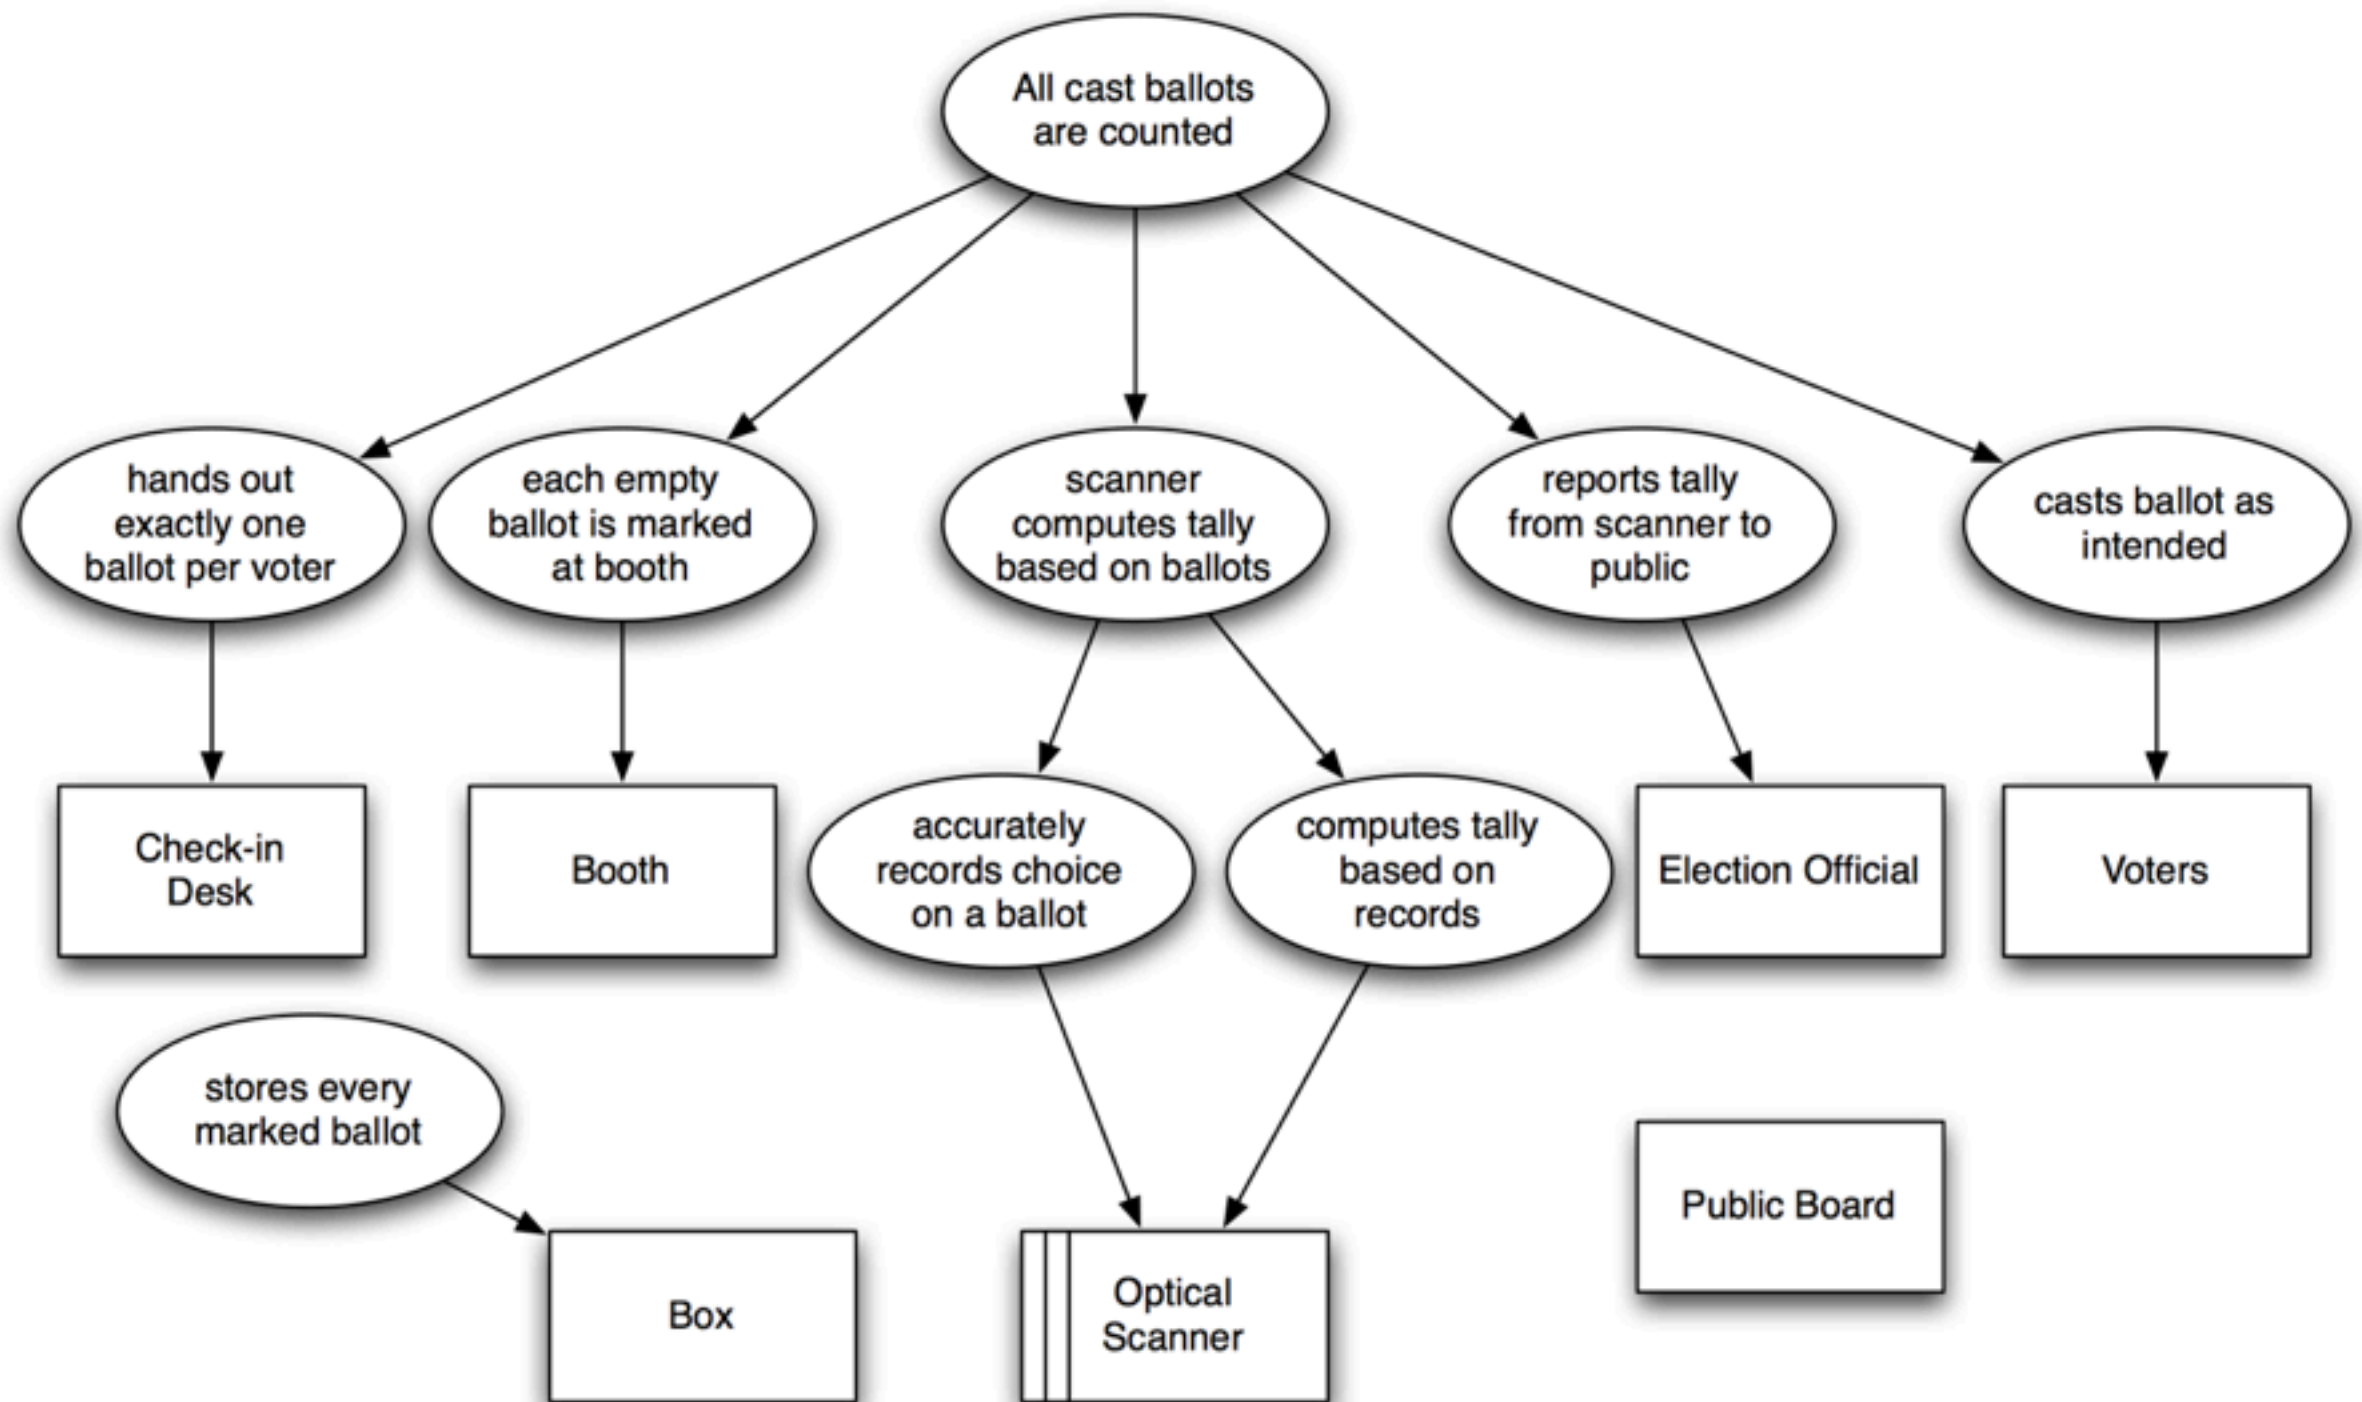 All cast ballots
are counted
hands out
exactly one
ballot per voter
each empty
ballot is marked
at booth
scanner
computes tally
based on ballots
reports tally
from scanner to
public
casts ballot as
intended
Check-in
Desk
Booth
accurately
records choice
on a ballot
computes tally
based on
records
Election Official
Voters
stores every
marked ballot
Public Board
Box
Optical
Scanner